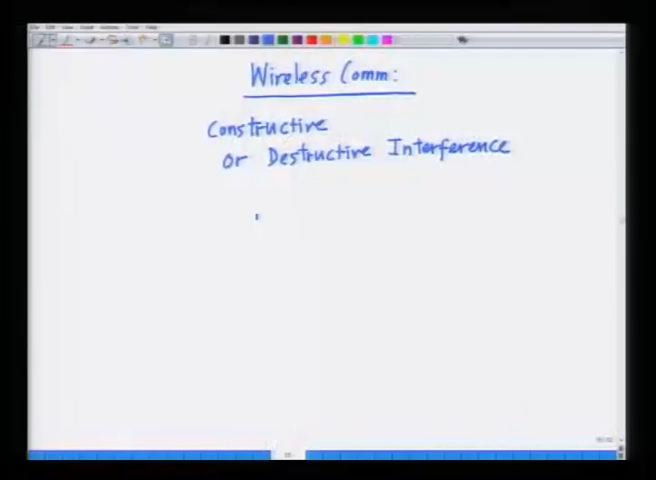 Wireless Comm:
Constructive
or Destructive Interference